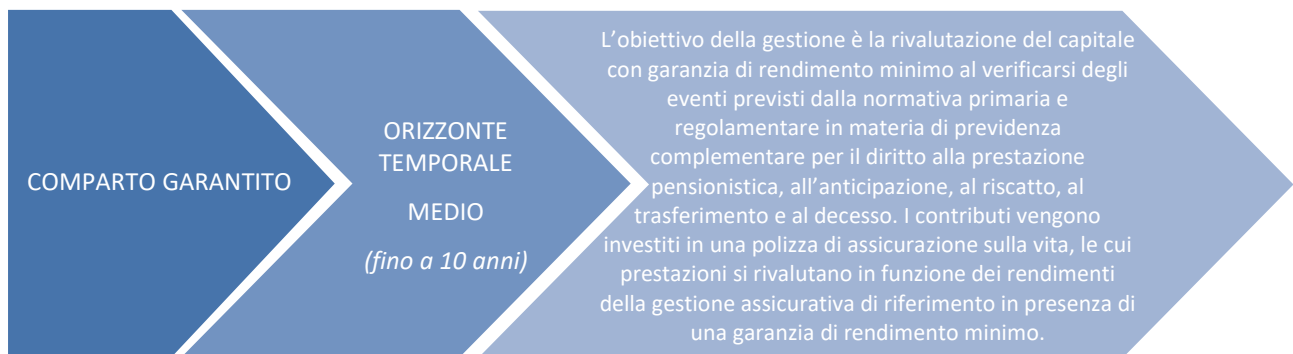 COMPARTO GARANTITO
ORIZZONTE
TEMPORALE
MEDIO
(fino a 10 anni)
L’obiettivo della gestione è la rivalutazione del capitale
con garanzia di rendimento minimo al verificarsi degli
eventi previsti dalla normativa primaria e
regolamentare in materia di previdenza
complementare per il diritto alla prestazione
pensionistica, all’anticipazione, al riscatto, al
trasferimento e al decesso. I contributi vengono
investiti in una polizza di assicurazione sulla vita, le cui
prestazioni si rivalutano in funzione dei rendimenti
della gestione assicurativa di riferimento in presenza di
una garanzia di rendimento minimo.